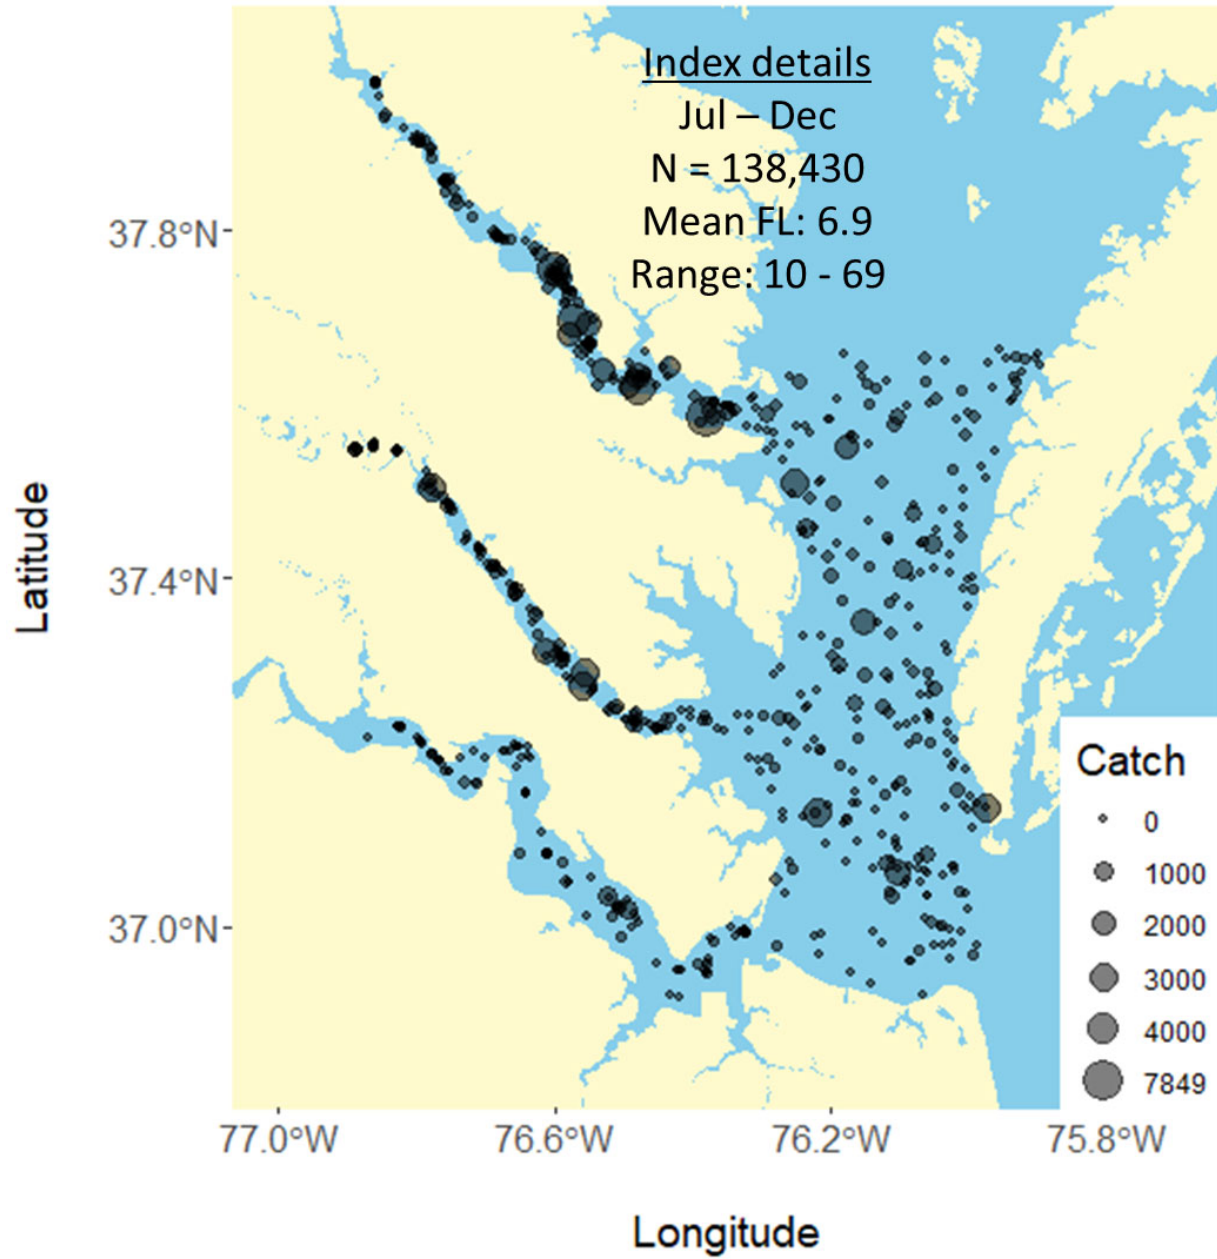 Index details
Jul – Dec
N = 138,430
Mean FL: 6.9
Range: 10 - 69
37.8°N
37.4°N
37.0°N
Latitude
Catch
0
1000
2000
3000
4000
7849
77.0°W 76.6°W 76.2°W 75.8°W
Longitude